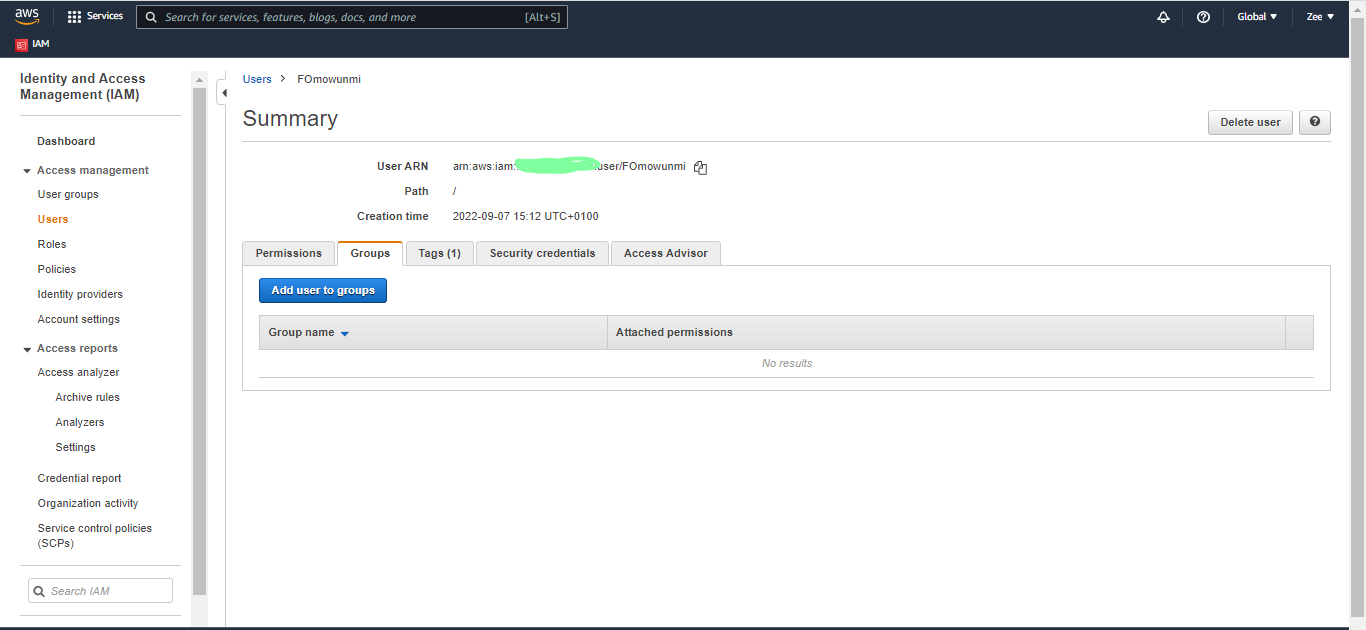 aws Services Search for services, features, blogs, docs, and more [Alt+S] Global Zee
IAM
Identity and Access
Management (IAM)
Dashboard
Access management
User groups
Users
Roles
Policies
Identity providers
Account settings
Access reports
Access analyzer
Archive rules
Analyzers
Settings
Credential report
Organization activity
Service control policies
(SCPs)
Search IAM
Users > FOmowunmi
Summary
Delete user ?
User ARN arn:aws:iam: user/FOmowunmi
Path /
Creation time 2022-09-07 15:12 UTC+0100
Permissions Groups Tags (1) Security credentials Access Advisor
Add user to groups
Group name Attached permissions
No results